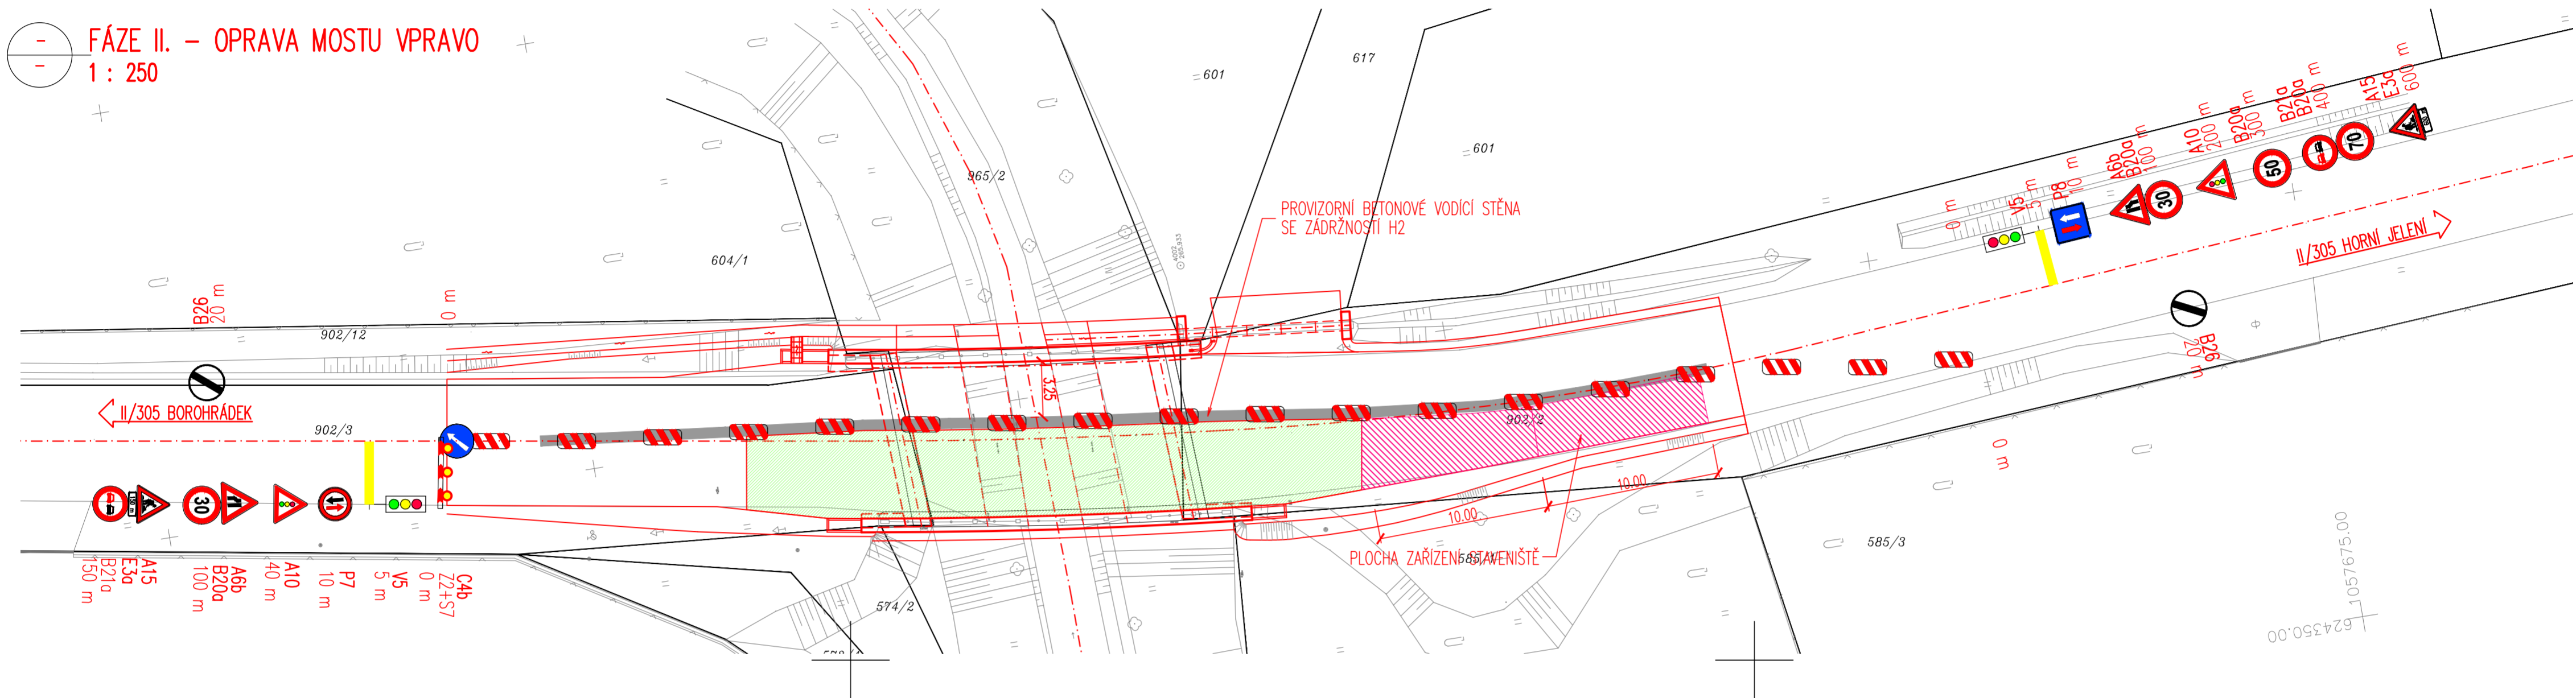 -
-
FÁZE II. – OPRAVA MOSTU VPRAVO
1 : 250
601
617
601
965/2
604/1
4002
265.933
PROVIZORNÍ BETONOVÉ VODÍCÍ STĚNA
SE ZÁDRŽNOSTÍ H2
0 m
V5
5 m
P8
10 m
A6b
B20a
100 m
A10
200 m
B20a
300 m
B21a
B20a
400 m
A15
E3a
600 m
30
50
70
II/305 HORNÍ JELENÍ
B26
20 m
0 m
902/12
II/305 BOROHRÁDEK
902/3
3.25
902/2
B26
20 m
0 m
10.00
10.00
PLOCHA ZAŘÍZENÍ STAVENIŠTĚ
585/3
574/2
30
A15
E3a
B21a
150 m
A6b
B20a
100 m
A10
40 m
P7
10 m
V5
5 m
0 m
C4b
Z2+S7
0 m
1057675.00
624350.00